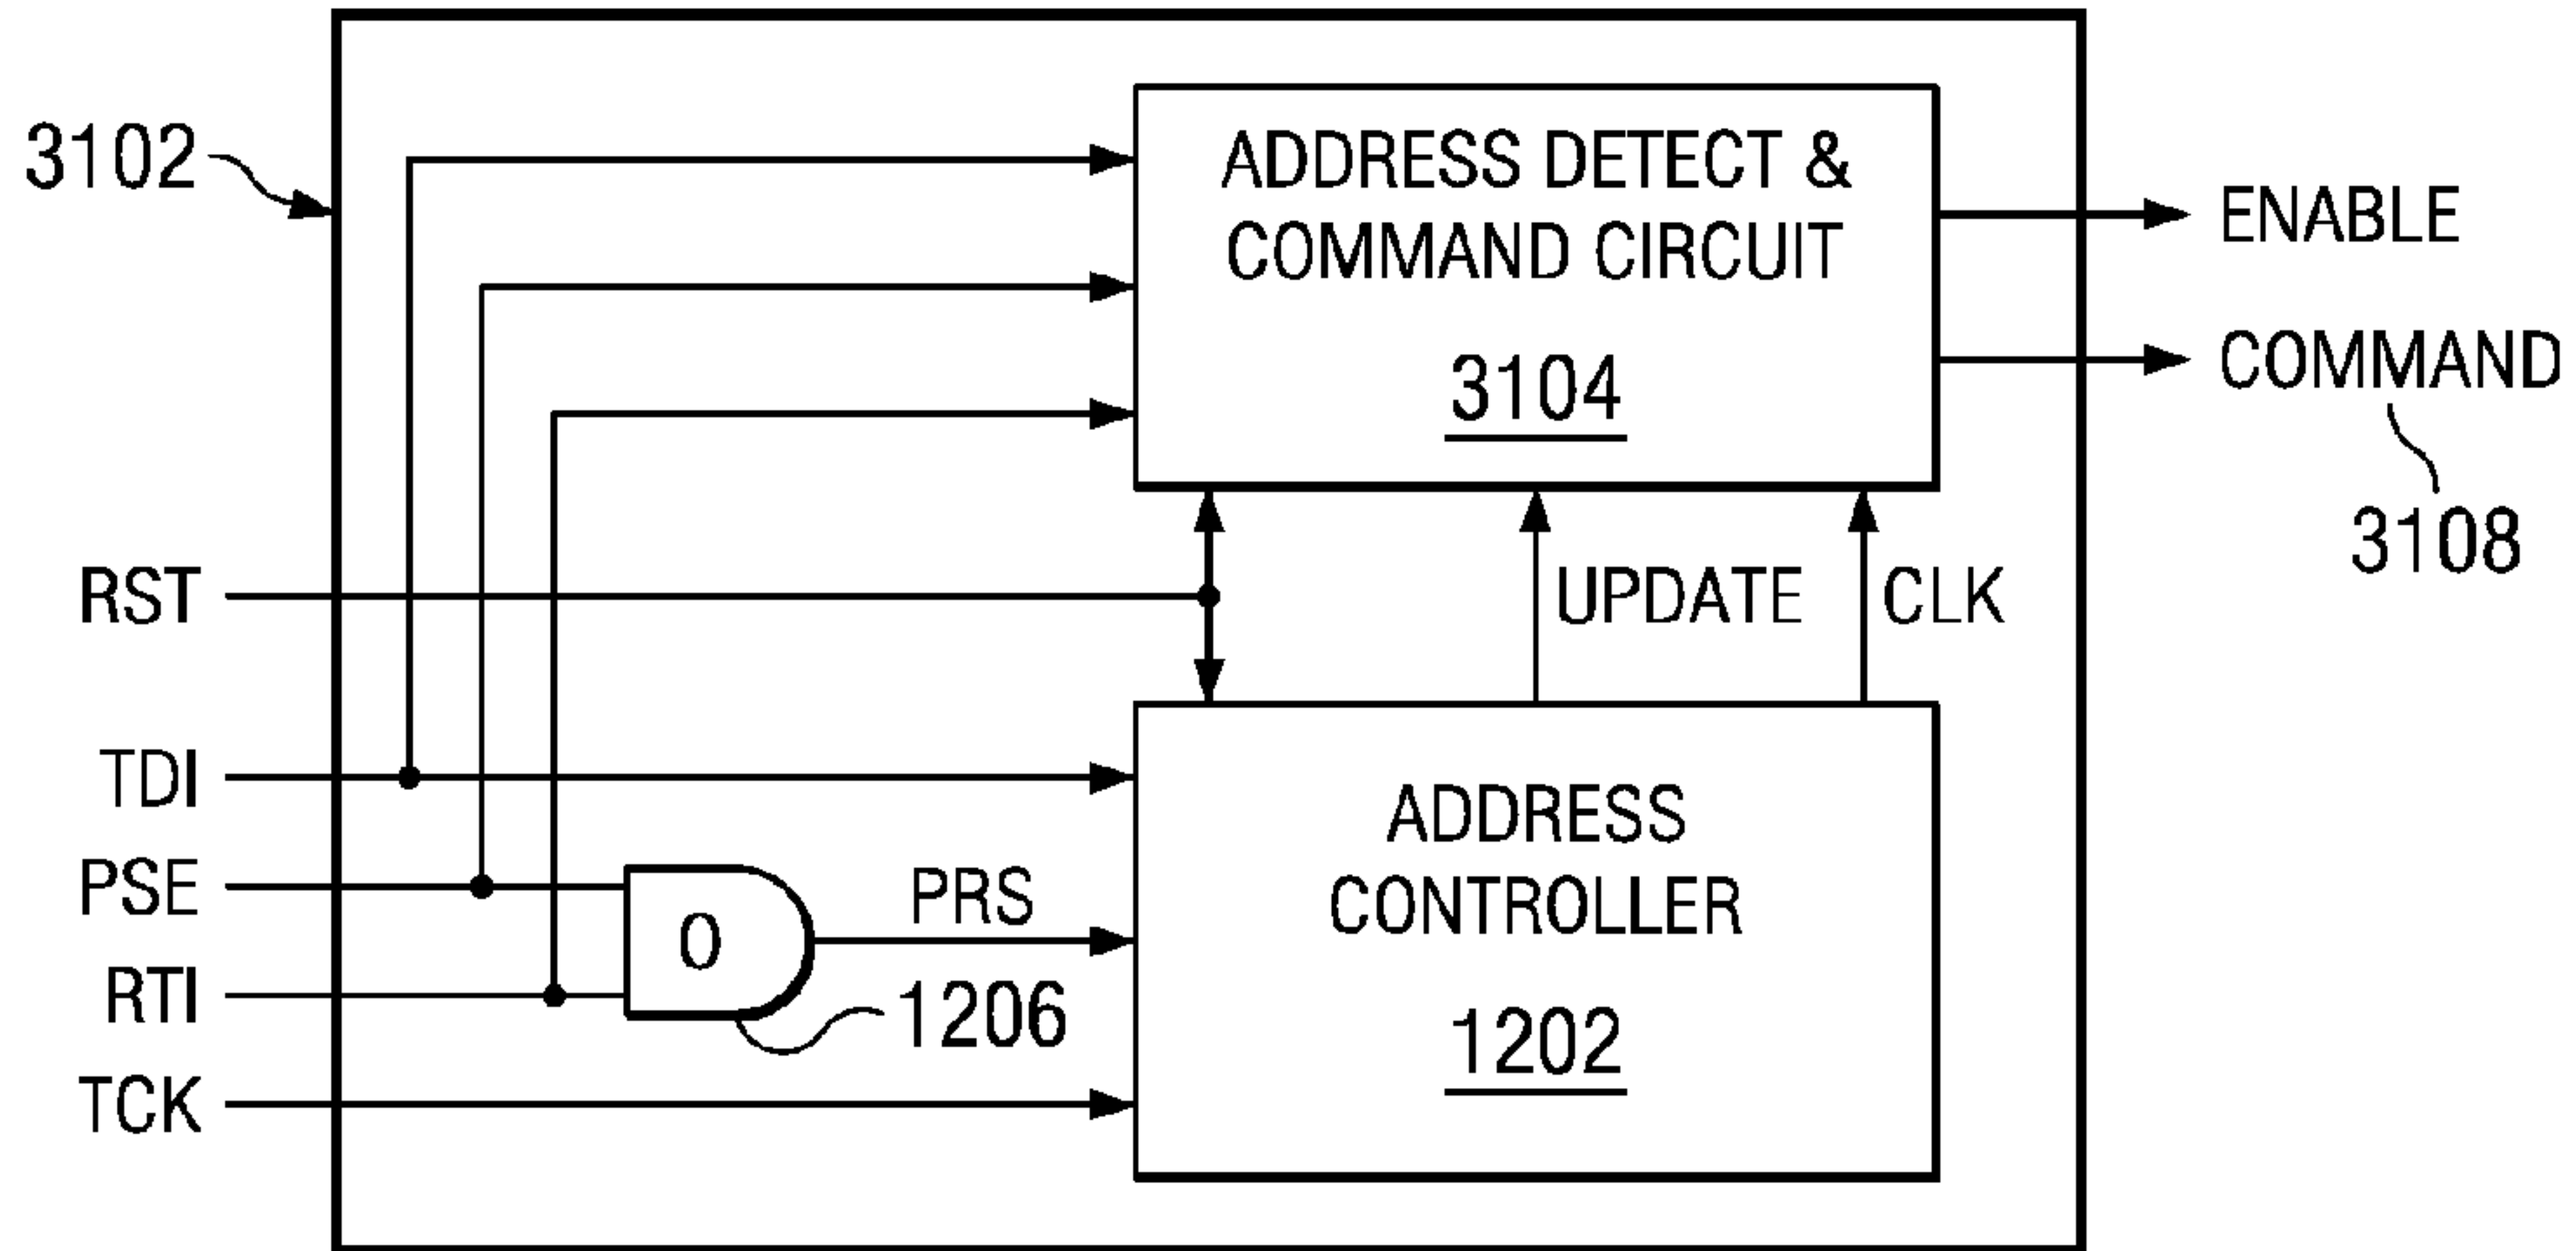 3102
ADDRESS DETECT &
COMMAND CIRCUIT
3104
ENABLE
COMMAND
3108
RST
UPDATE
CLK
TDI
PSE
RTI
TCK
O
PRS
1206
ADDRESS
CONTROLLER
1202